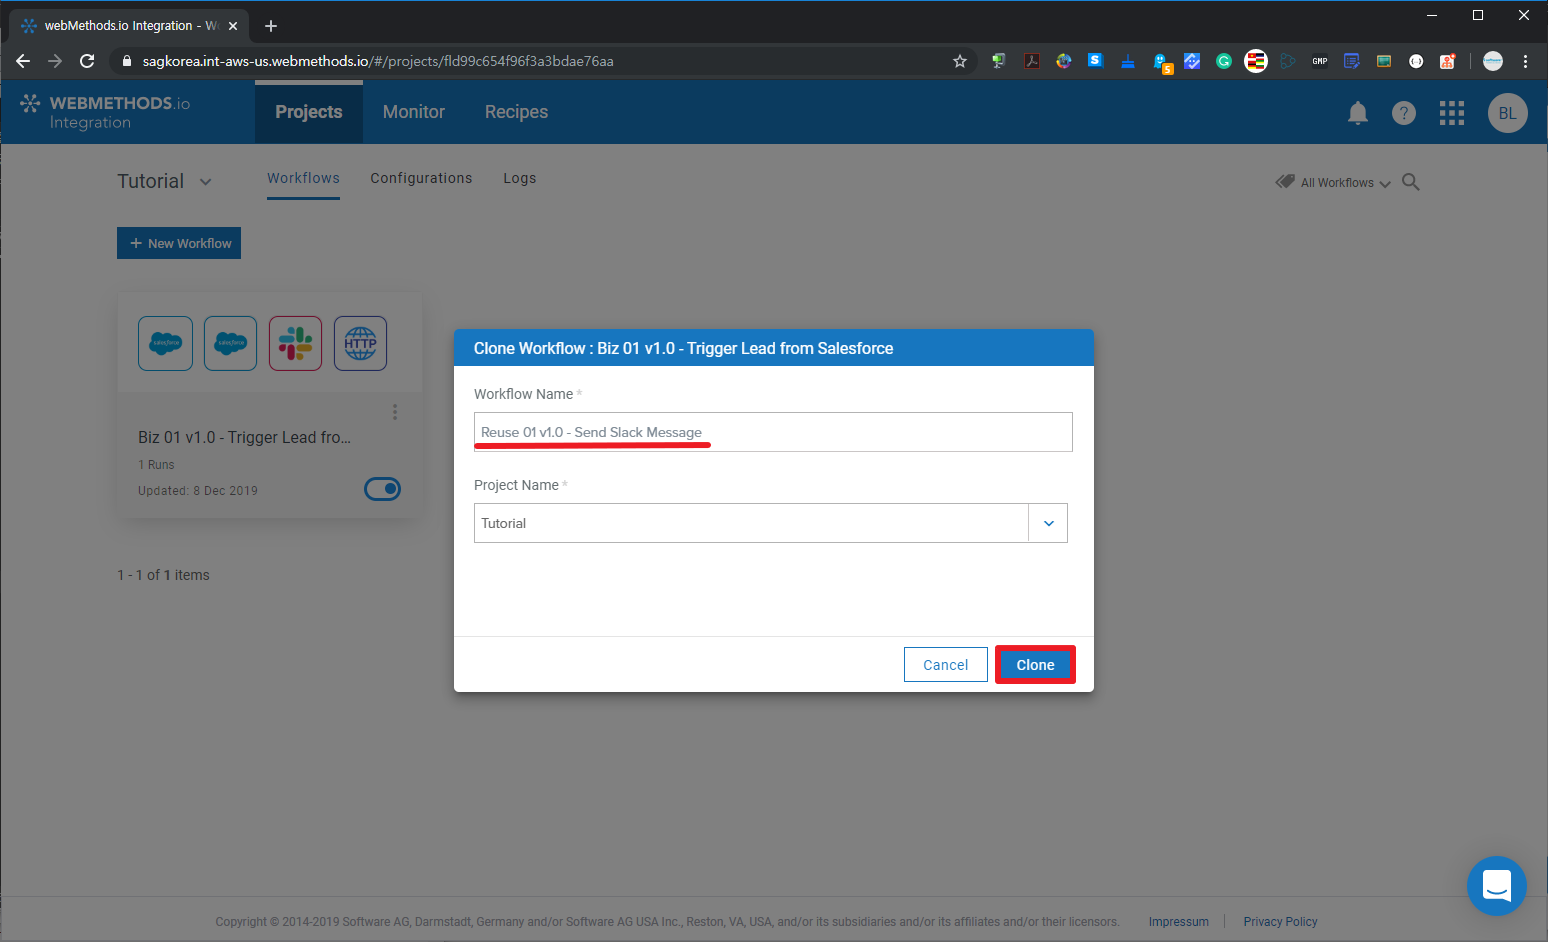 webMethods.io Integration - W
sagkorea.int-aws-us.webmethods.io/#/projects/fld99c654f96f3a3bdae76aa
S
5
G
GMP
WEBMETHODS.io
Integration
Projects
Monitor
Recipes
?
BL
Tutorial
Workflows
Configurations
Logs
All Workflows
+ New Workflow
salesforce
salesforce
HTTP
Biz 01 v1.0 - Trigger Lead fro...
1 Runs
Updated: 8 Dec 2019
1 - 1 of 1 items
Clone Workflow : Biz 01 v1.0 - Trigger Lead from Salesforce
Workflow Name *
Reuse 01 v1.0 - Send Slack Message
Project Name *
Tutorial
Cancel
Clone
Copyright © 2014-2019 Software AG, Darmstadt, Germany and/or Software AG USA Inc., Reston, VA, USA, and/or its subsidiaries and/or its affiliates and/or their licensors.
Impressum
Privacy Policy